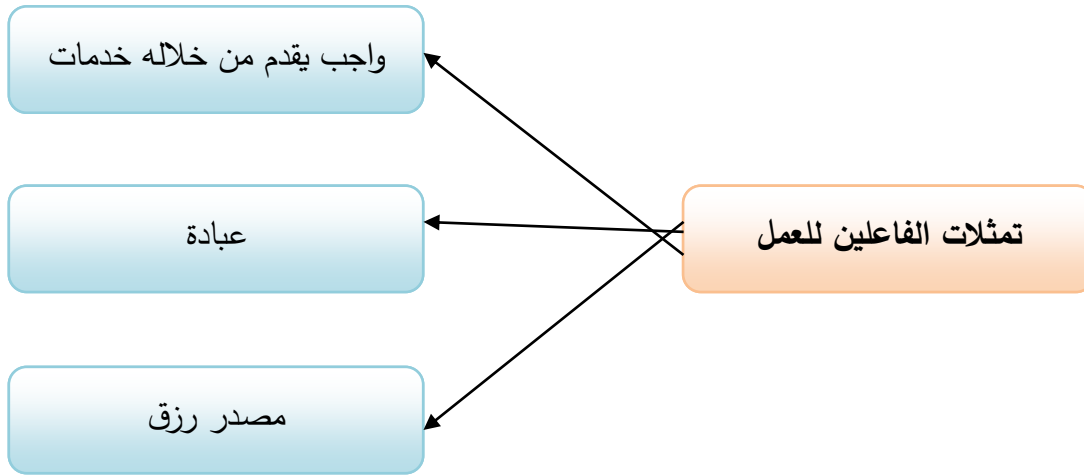 تمثلات الفاعلين للعمل
واجب يقدم من خلاله خدمات
عبادة
مصدر رزق